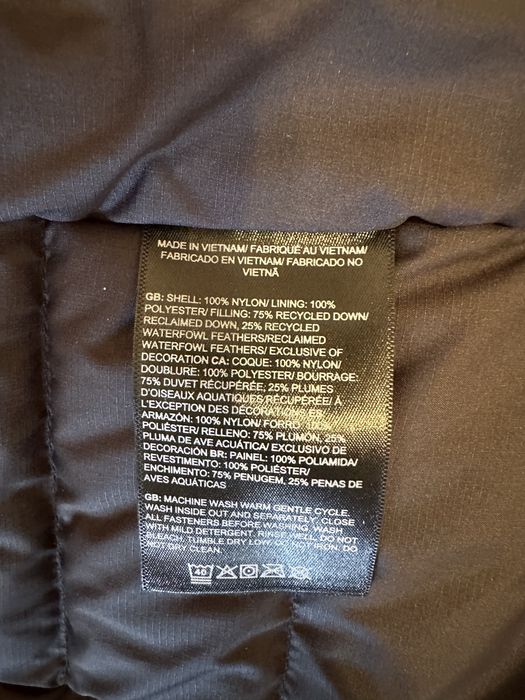 MADE IN VIETNAM/ FABRIQUÉ AU VIETNAM/
FABRICADO EN VIETNAM/ FABRICADO NO
VIETNÃ
GB: SHELL: 100% NYLON/ LINING: 100%
POLYESTER/ FILLING: 75% RECYCLED DOWN/
RECLAIMED DOWN, 25% RECYCLED
WATERFOWL FEATHERS/RECLAIMED
WATERFOWL FEATHERS/ EXCLUSIVE OF
DECORATION CA: COQUE: 100% NYLON/
DOUBLURE: 100% POLYESTER/ BOURRAGE:
75% DUVET RÉCUPÉRÉE; 25% PLUMES
D'OISEAUX AQUATIQUES RÉCUPÉRÉE/ À
L'EXCEPTION DES DÉCORATIONS ES:
ARMAZÓN: 100% NYLON/ FORRO: 100%
POLIÉSTER/ RELLENO: 75% PLUMÓN, 25%
PLUMA DE AVE ACUÁTICA/ EXCLUSIVO DE
DECORACIÓN BR: PAINEL: 100% POLIAMIDA/
REVESTIMENTO: 100% POLIÉSTER/
ENCHIMENTO: 75% PENUGEM, 25% PENAS DE
AVES AQUÁTICAS
GB: MACHINE WASH WARM GENTLE CYCLE.
WASH INSIDE OUT AND SEPARATELY, CLOSE
ALL FASTENERS BEFORE WASHING, WASH
WITH MILD DETERGENT. RINSE WELL. DO NOT
BLEACH. TUMBLE DRY LOW. DO NOT IRON. DO
NOT DRY CLEAN.
40